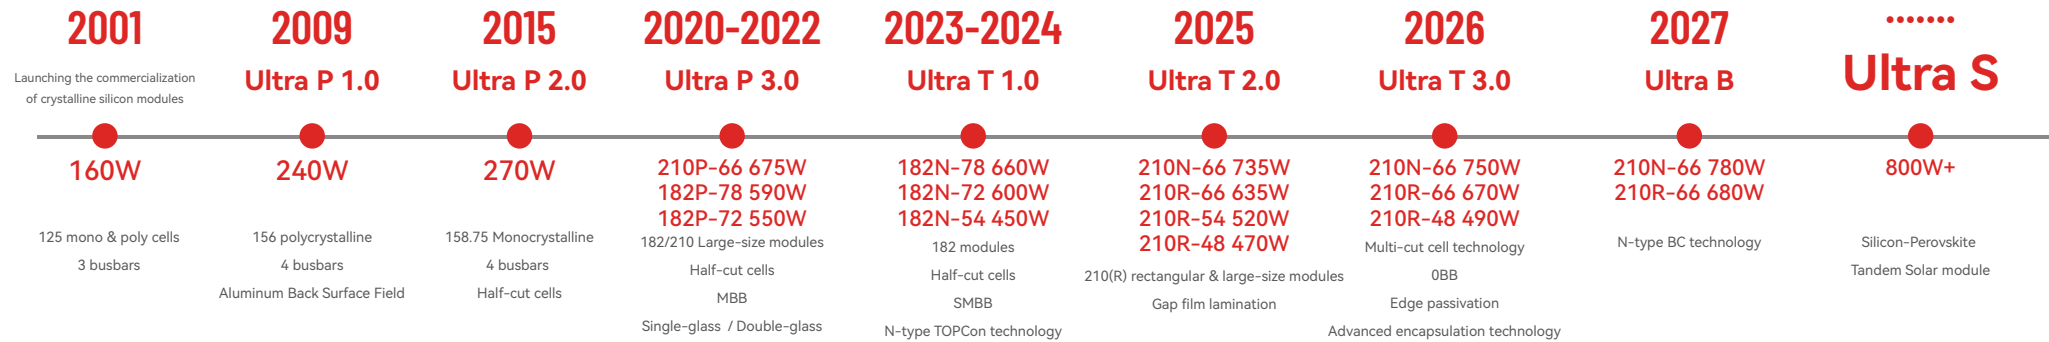 2001
Launching the commercialization
of crystalline silicon modules
160W
125 mono & poly cells
3 busbars
2009
Ultra P 1.0
240W
156 polycrystalline
4 busbars
Aluminum Back Surface Field
2015
Ultra P 2.0
270W
158.75 Monocrystalline
4 busbars
Half-cut cells
2020-2022
Ultra P 3.0
210P-66 675W
182P-78 590W
182P-72 550W
182/210 Large-size modules
Half-cut cells
MBB
Single-glass / Double-glass
2023-2024
Ultra T 1.0
182N-78 660W
182N-72 600W
182N-54 450W
182 modules
Half-cut cells
SMBB
N-type TOPCon technology
2025
Ultra T 2.0
210N-66 735W
210R-66 635W
210R-54 520W
210R-48 470W
210(R) rectangular & large-size modules
Gap film lamination
2026
Ultra T 3.0
210N-66 750W
210R-66 670W
210R-48 490W
Multi-cut cell technology
0BB
Edge passivation
Advanced encapsulation technology
2027
Ultra B
210N-66 780W
210R-66 680W
N-type BC technology
.......
Ultra S
800W+
Silicon-Perovskite
Tandem Solar module